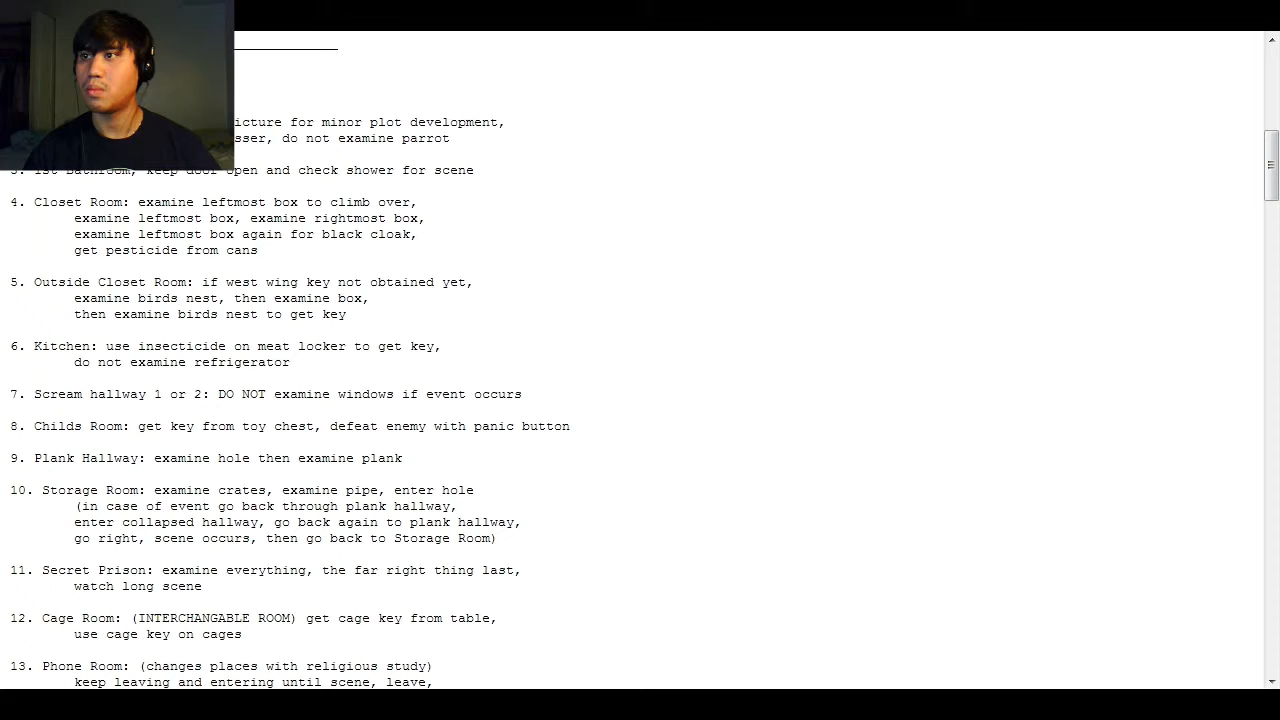 icture for minor plot development,
sser, do not examine parrot
3. 1st Bathroom, keep door open and check shower for scene
4. Closet Room: examine leftmost box to climb over,
examine leftmost box, examine rightmost box,
examine leftmost box again for black cloak,
get pesticide from cans
5. Outside Closet Room: if west wing key not obtained yet,
examine birds nest, then examine box,
then examine birds nest to get key
6. Kitchen: use insecticide on meat locker to get key,
do not examine refrigerator
7. Scream hallway 1 or 2: DO NOT examine windows if event occurs
8. Childs Room: get key from toy chest, defeat enemy with panic button
9. Plank Hallway: examine hole then examine plank
10. Storage Room: examine crates, examine pipe, enter hole
(in case of event go back through plank hallway,
enter collapsed hallway, go back again to plank hallway,
go right, scene occurs, then go back to Storage Room)
11. Secret Prison: examine everything, the far right thing last,
watch long scene
12. Cage Room: (INTERCHANGABLE ROOM) get cage key from table,
use cage key on cages
13. Phone Room: (changes places with religious study)
keep leaving and entering until scene, leave,